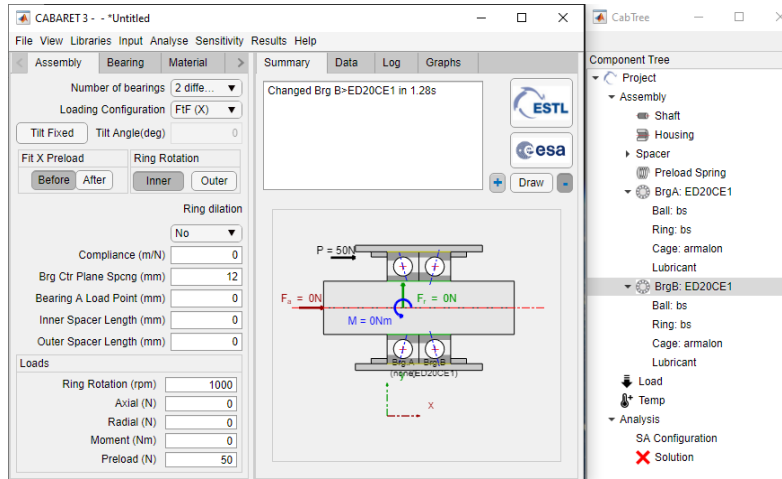 CABARET 3 - - *Untitled
File View Libraries Input Analyse Sensitivity Results Help
Assembly Bearing Material
Number of bearings 2 diffe...
Loading Configuration FtF (X)
Tilt Fixed Tilt Angle(deg) 0
Fit X Preload Ring Rotation
Before After Inner Outer
Ring dilation
No
Compliance (m/N) 0
Brg Ctr Plane Spcng (mm) 12
Bearing A Load Point (mm) 0
Inner Spacer Length (mm) 0
Outer Spacer Length (mm) 0
Loads
Ring Rotation (rpm) 1000
Axial (N) 0
Radial (N) 0
Moment (Nm) 0
Preload (N) 50
Summary Data Log Graphs
Changed Brg B>ED20CE1 in 1.28s
ESTL
esa
+ Draw -
P = 50N
Fa = 0N Fr = 0N
M = 0Nm
Brg A Brg B
(none) ED20CE1)
y
x
CabTree
Component Tree
Project
Assembly
Shaft
Housing
Spacer
Preload Spring
BrgA: ED20CE1
Ball: bs
Ring: bs
Cage: armalon
Lubricant
BrgB: ED20CE1
Ball: bs
Ring: bs
Cage: armalon
Lubricant
Load
Temp
Analysis
SA Configuration
Solution